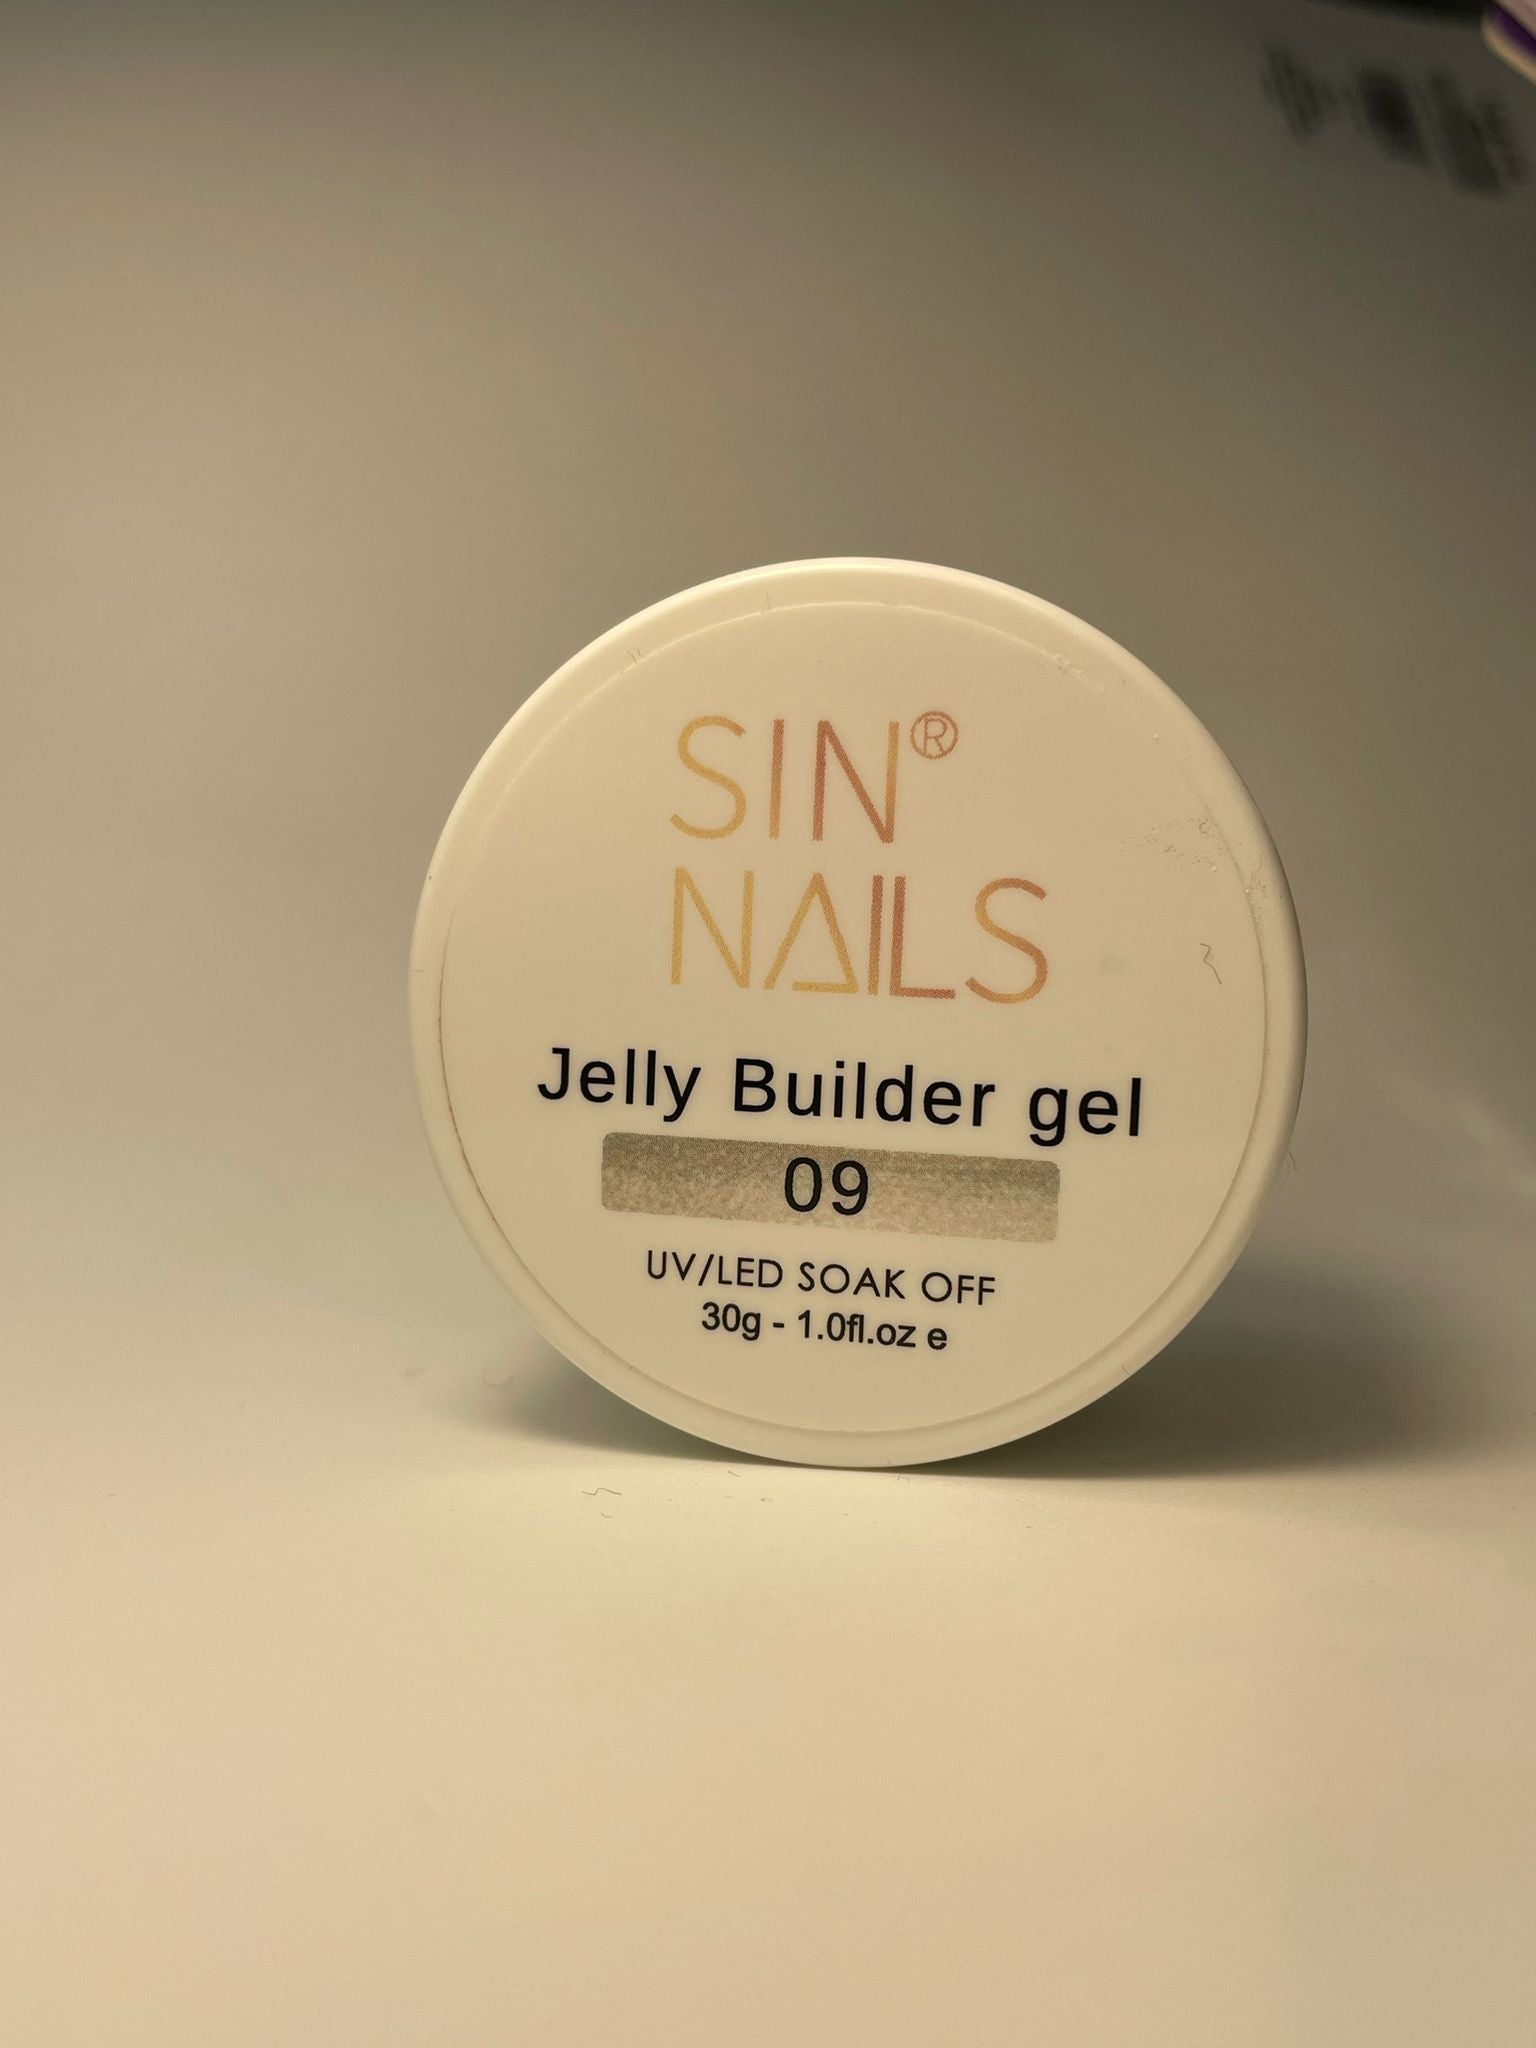 SIN®
NAILS
Jelly Builder gel
09
UV/LED SOAK OFF
30g - 1.0fl.oz e